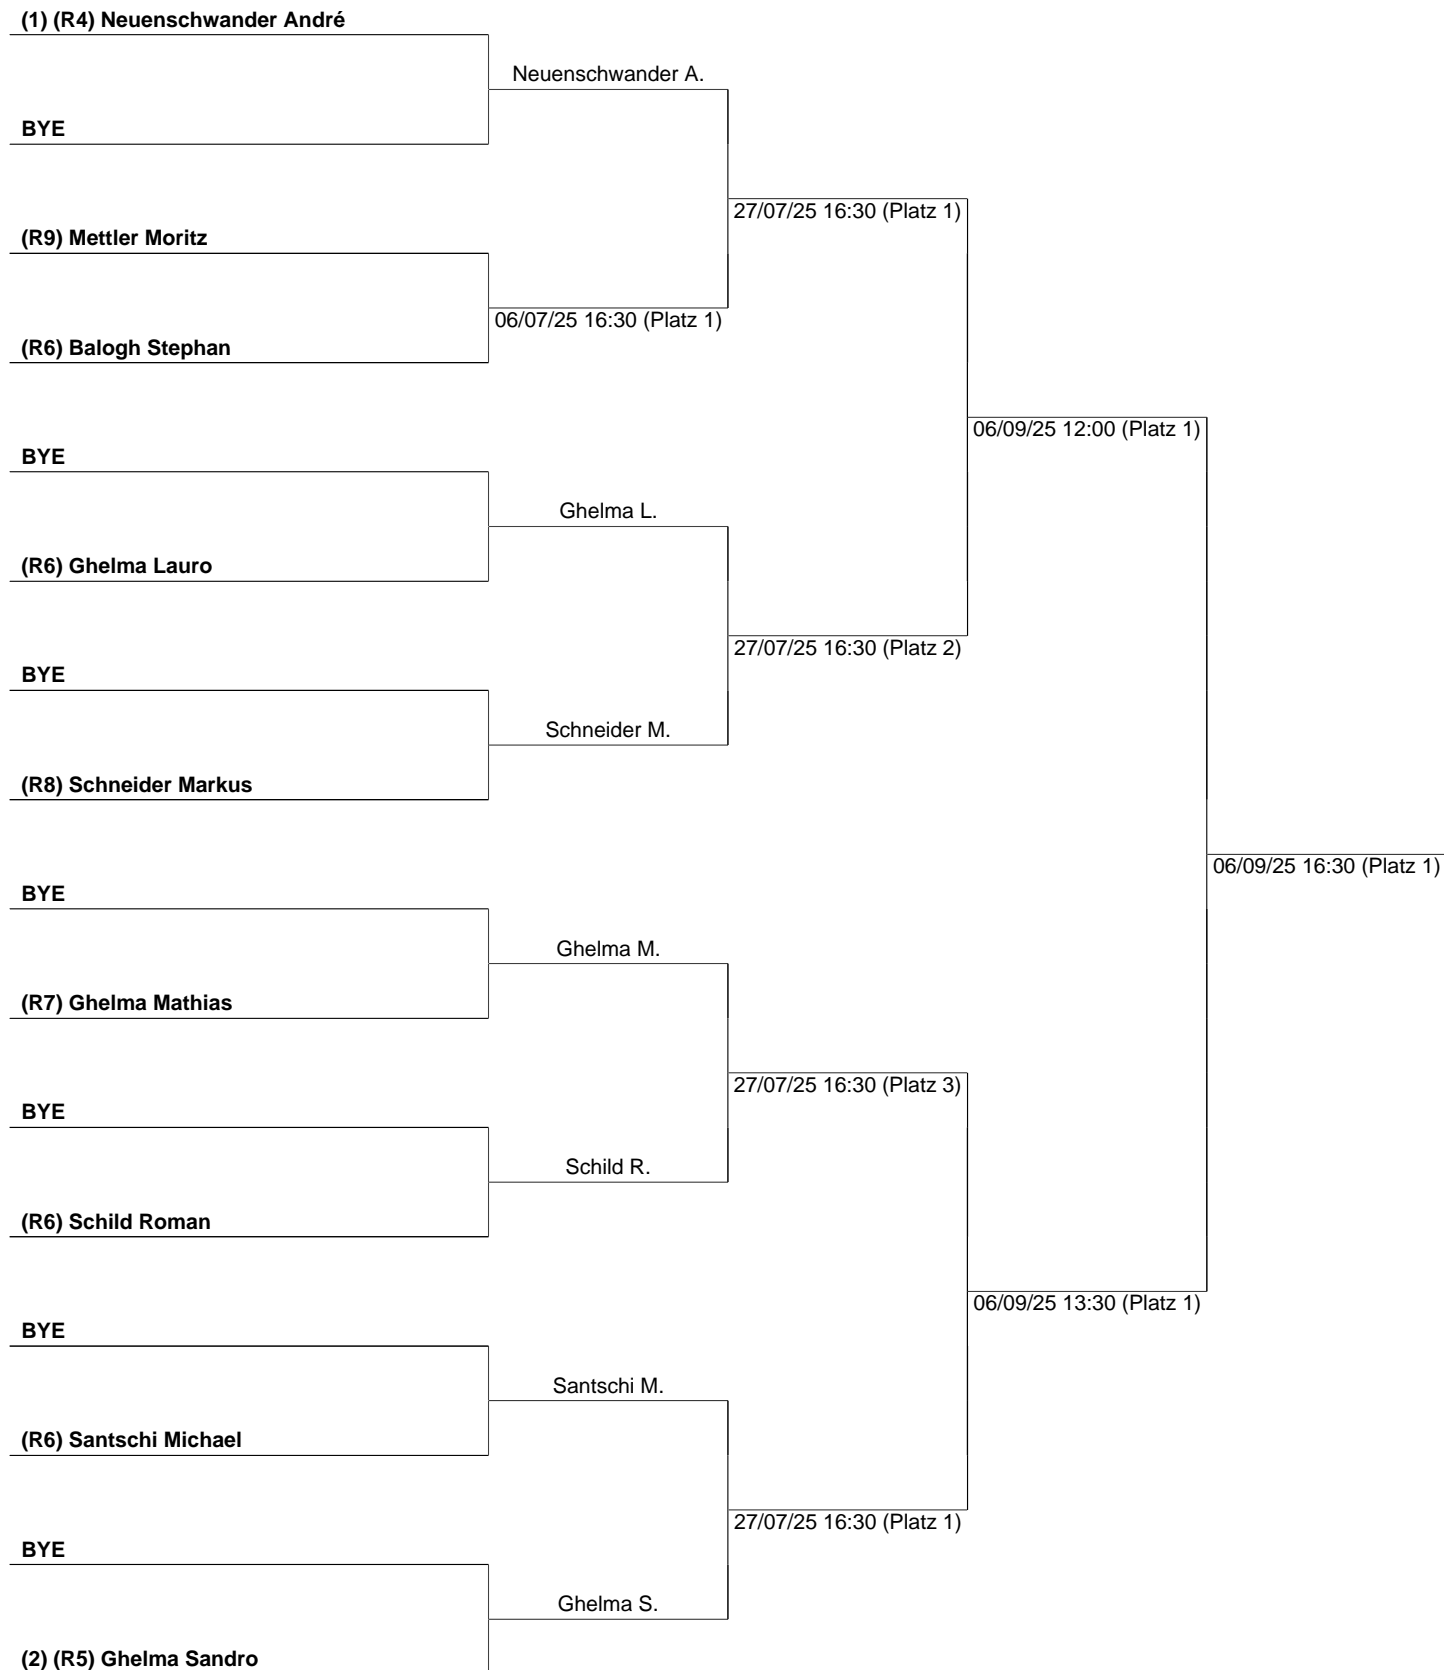 (1) (R4) Neuenschwander André
Neuenschwander A.
BYE
27/07/25 16:30 (Platz 1)
(R9) Mettler Moritz
06/07/25 16:30 (Platz 1)
(R6) Balogh Stephan
06/09/25 12:00 (Platz 1)
BYE
Ghelma L.
(R6) Ghelma Lauro
27/07/25 16:30 (Platz 2)
BYE
Schneider M.
(R8) Schneider Markus
06/09/25 16:30 (Platz 1)
BYE
Ghelma M.
(R7) Ghelma Mathias
27/07/25 16:30 (Platz 3)
BYE
Schild R.
(R6) Schild Roman
06/09/25 13:30 (Platz 1)
BYE
Santschi M.
(R6) Santschi Michael
27/07/25 16:30 (Platz 1)
BYE
Ghelma S.
(2) (R5) Ghelma Sandro